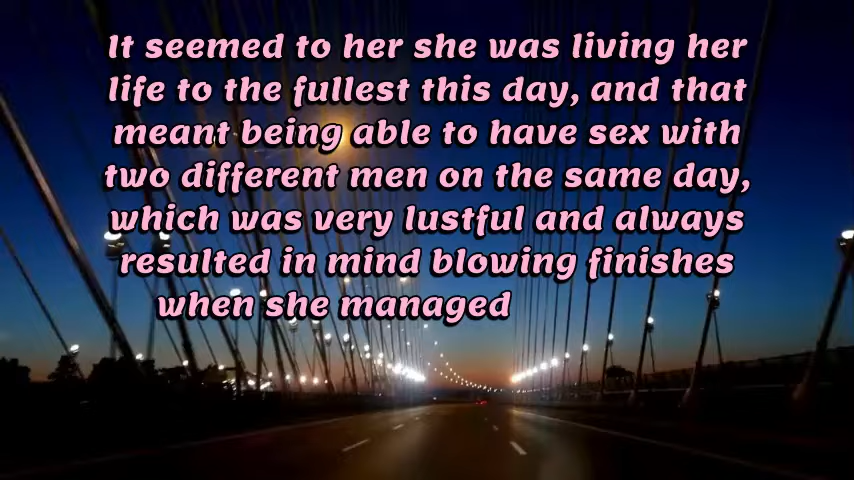 It seemed to her she was living her
life to the fullest this day, and that
meant being able to have sex with
two different men on the same day,
which was very lustful and always
resulted in mind blowing finishes
when she managed